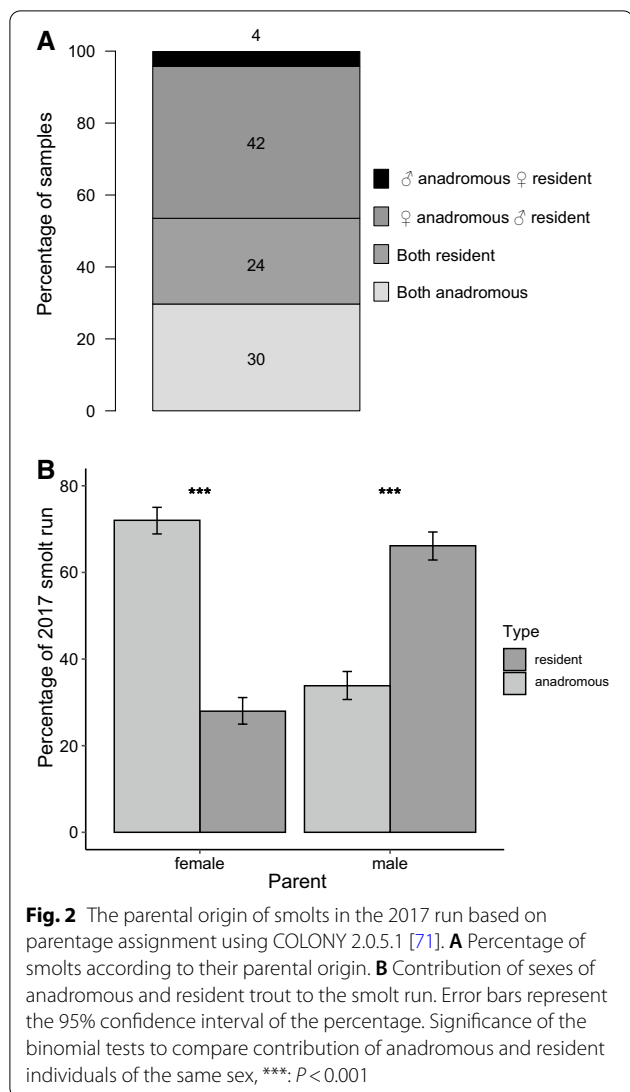 A
4
100
80
60
40
20
0
Percentage of samples
42
24
30
♂ anadromous ♀ resident
♀ anadromous ♂ resident
Both resident
Both anadromous
B
80
60
40
20
0
Percentage of 2017 smolt run
*** ***
Type
resident
anadromous
female male
Parent
Fig. 2 The parental origin of smolts in the 2017 run based on
parentage assignment using COLONY 2.0.5.1 [71]. A Percentage of
smolts according to their parental origin. B Contribution of sexes of
anadromous and resident trout to the smolt run. Error bars represent
the 95% confidence interval of the percentage. Significance of the
binomial tests to compare contribution of anadromous and resident
individuals of the same sex, ***: P < 0.001